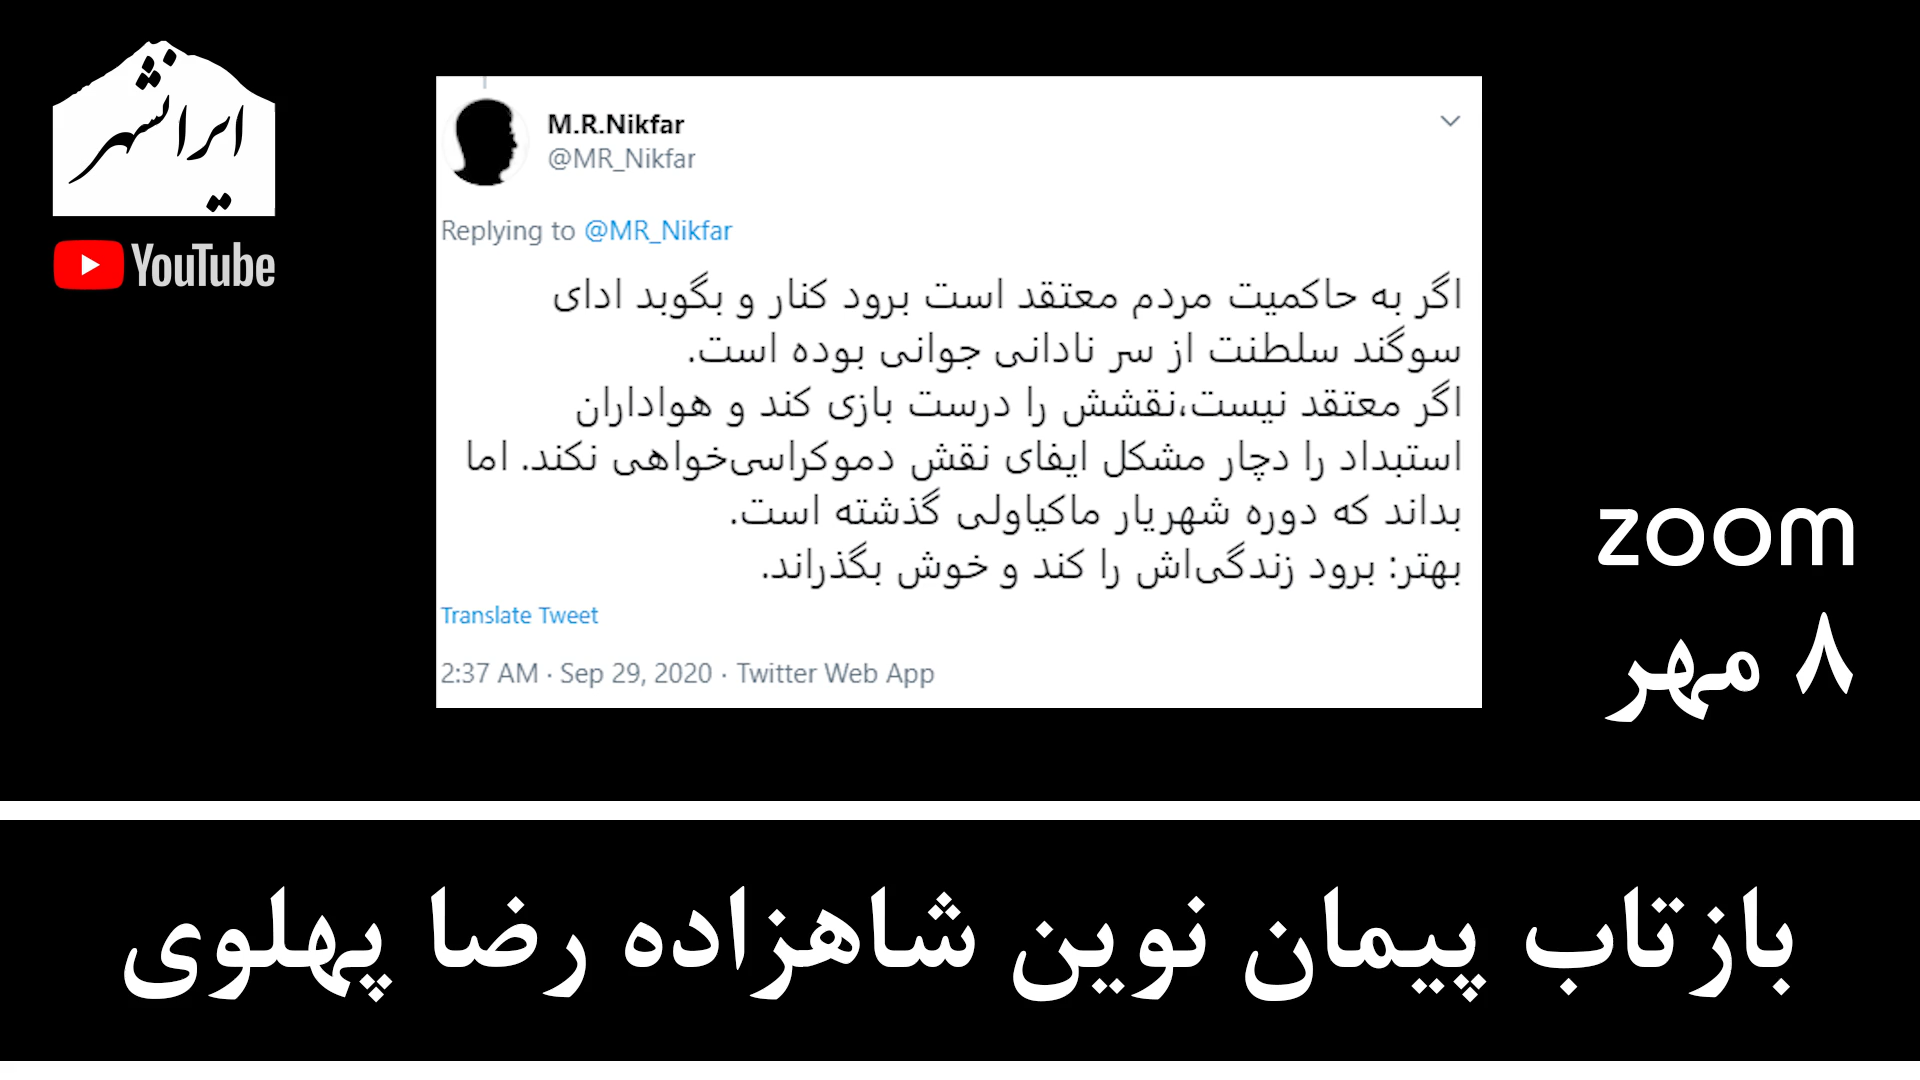 ایرانشهر
YouTube
M.R.Nikfar
@MR_Nikfar
Replying to @MR_Nikfar
اگر به حاکمیت مردم معتقد است برود کنار و بگوبد ادای
سوگند سلطنت از سر نادانی جوانی بوده است.
اگر معتقد نیست،نقشش را درست بازی کند و هواداران
استبداد را دچار مشکل ایفای نقش دموکراسی‌خواهی نکند. اما
بداند که دوره شهریار ماکیاولی گذشته است.
بهتر: برود زندگی‌اش را کند و خوش بگذراند.
Translate Tweet
2:37 AM · Sep 29, 2020 · Twitter Web App
zoom
۸ مهر
بازتاب پیمان نوین شاهزاده رضا پهلوی